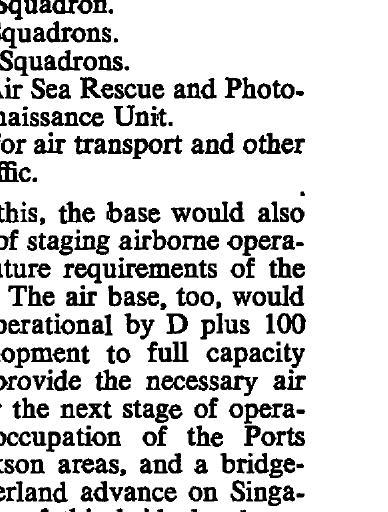 Squadron.
Squadrons.
Squadrons.
Air Sea Rescue and Photo-
naissance Unit.
for air transport and other
ffic.
this, the base would also
of staging airborne opera-
uture requirements of the
The air base, too, would
perational by D plus 100
opment to full capacity
provide the necessary air
the next stage of opera-
occupation of the Ports
kson areas, and a bridge-
erland advance on Singa-